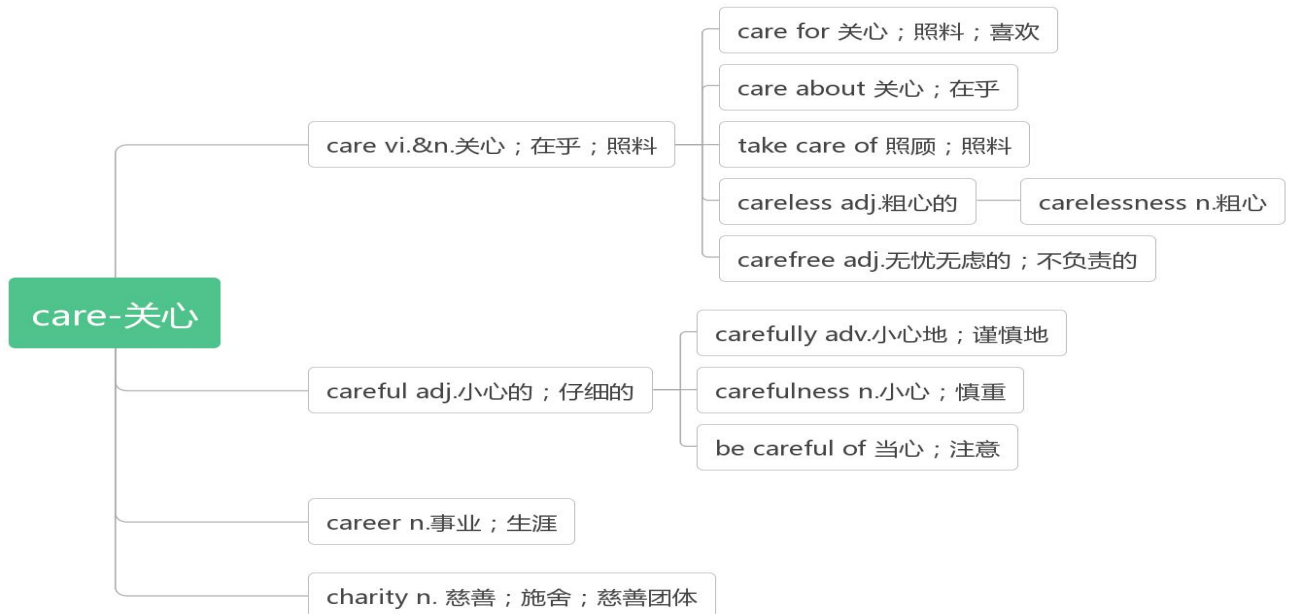 care-关心
care vi.&n.关心；在乎；照料
care for 关心；照料；喜欢
care about 关心；在乎
take care of 照顾；照料
careless adj.粗心的
carelessness n.粗心
carefree adj.无忧无虑的；不负责的
careful adj.小心的；仔细的
carefully adv.小心地；谨慎地
carefulness n.小心；慎重
be careful of 当心；注意
career n.事业；生涯
charity n. 慈善；施舍；慈善团体